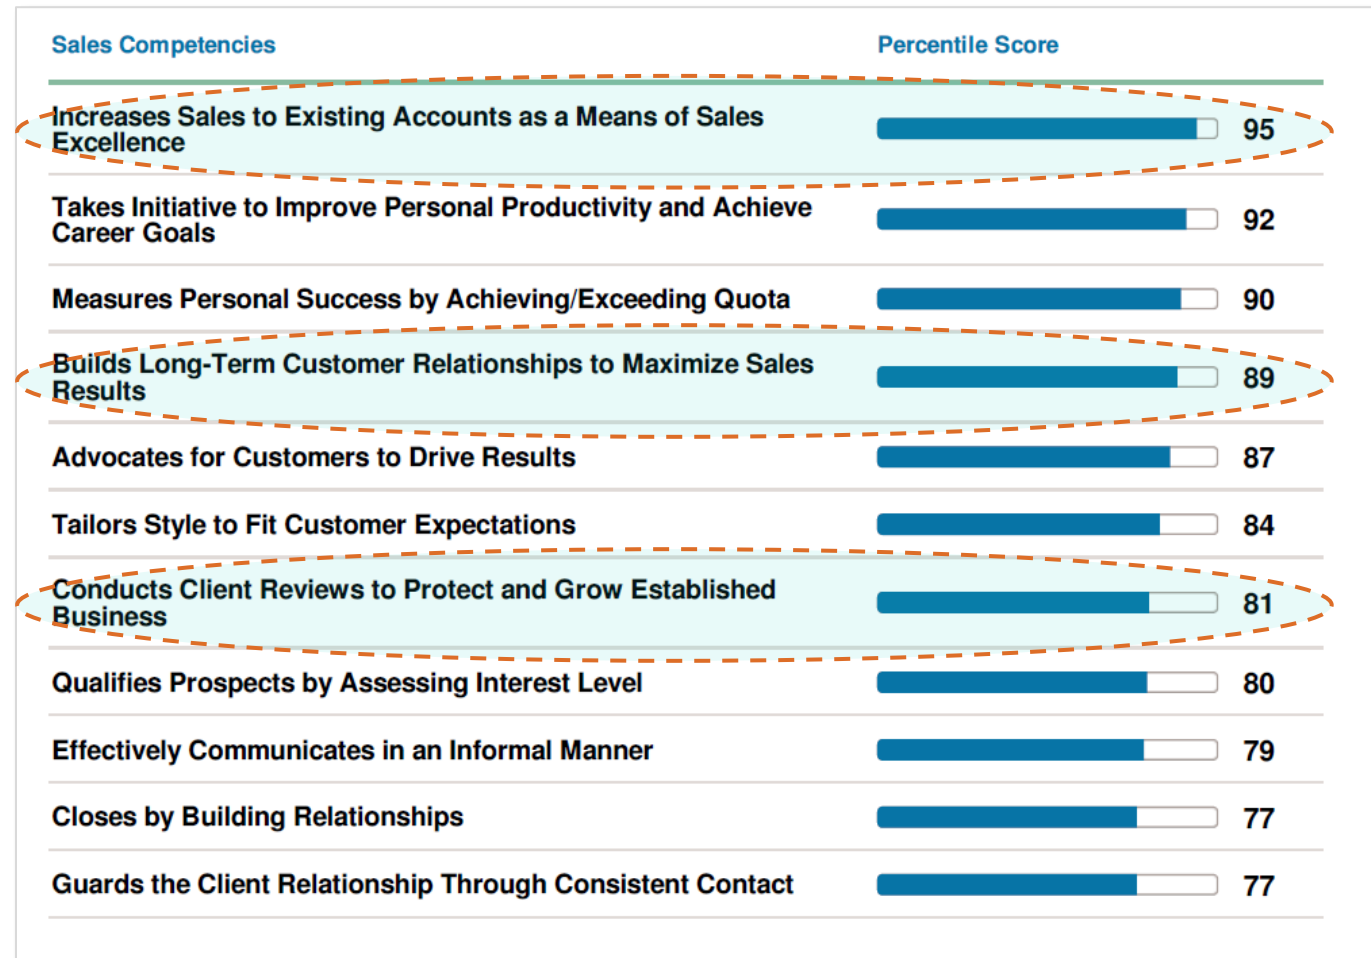 Sales Competencies Percentile Score
Increases Sales to Existing Accounts as a Means of Sales
Excellence
95
Takes Initiative to Improve Personal Productivity and Achieve
Career Goals
92
Measures Personal Success by Achieving/Exceeding Quota 90
Builds Long-Term Customer Relationships to Maximize Sales
Results
89
Advocates for Customers to Drive Results 87
Tailors Style to Fit Customer Expectations 84
Conducts Client Reviews to Protect and Grow Established
Business
81
Qualifies Prospects by Assessing Interest Level 80
Effectively Communicates in an Informal Manner 79
Closes by Building Relationships 77
Guards the Client Relationship Through Consistent Contact 77